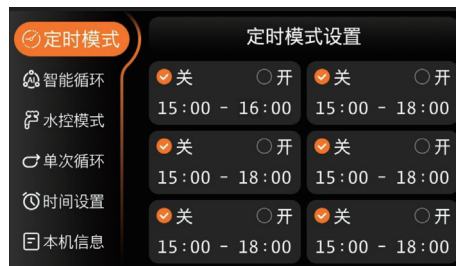 定时模式
智能循环
水控模式
单次循环
时间设置
本机信息
定时模式设置
关 开 关 开
15:00 - 16:00 15:00 - 18:00
关 开 关 开
15:00 - 18:00 15:00 - 18:00
关 开 关 开
15:00 - 18:00 15:00 - 18:00